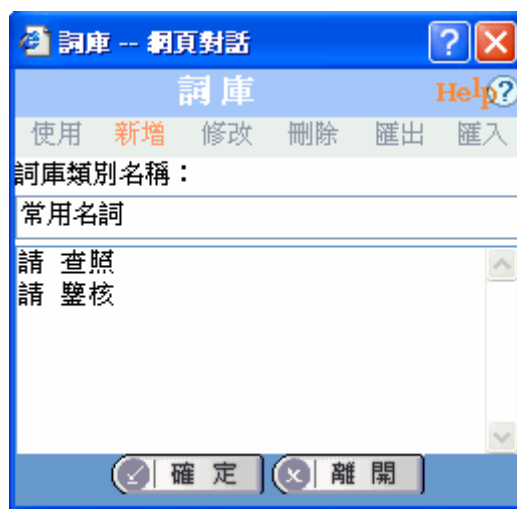 詞庫 -- 網頁對話
詞庫 Help?
使用 新增 修改 刪除 匯出 匯入
詞庫類別名稱：
常用名詞
請 查照
請 鑒核
確 定 離 開